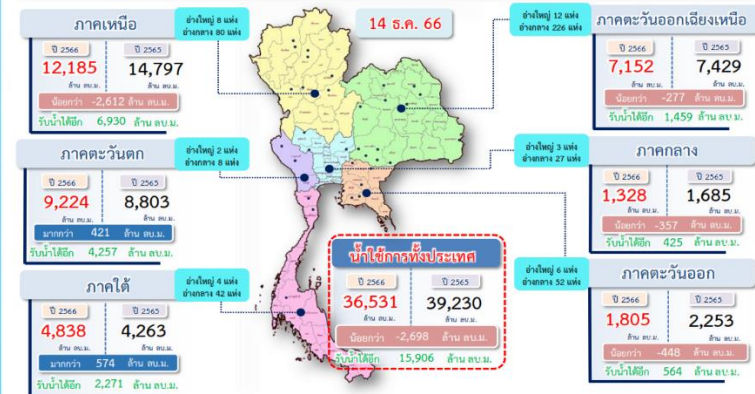 ภาคเหนือ
ปี 2566 ปี 2565
12,185 14,797
ล้าน ลบ.ม. ล้าน ลบ.ม.
น้อยกว่า -2,612 ล้าน ลบ.ม.
รับน้ำได้อีก 6,930 ล้าน ลบ.ม.
อ่างใหญ่ 8 แห่ง
อ่างกลาง 80 แห่ง
14 ธ.ค. 66
อ่างใหญ่ 12 แห่ง
อ่างกลาง 226 แห่ง
ภาคตะวันออกเฉียงเหนือ
ปี 2566 ปี 2565
7,152 7,429
ล้าน ลบ.ม. ล้าน ลบ.ม.
น้อยกว่า -277 ล้าน ลบ.ม.
รับน้ำได้อีก 1,459 ล้าน ลบ.ม.
ภาคตะวันตก
ปี 2566 ปี 2565
9,224 8,803
ล้าน ลบ.ม. ล้าน ลบ.ม.
มากกว่า 421 ล้าน ลบ.ม.
รับน้ำได้อีก 4,257 ล้าน ลบ.ม.
อ่างใหญ่ 2 แห่ง
อ่างกลาง 8 แห่ง
อ่างใหญ่ 3 แห่ง
อ่างกลาง 27 แห่ง
ภาคกลาง
ปี 2566 ปี 2565
1,328 1,685
ล้าน ลบ.ม. ล้าน ลบ.ม.
น้อยกว่า -357 ล้าน ลบ.ม.
รับน้ำได้อีก 425 ล้าน ลบ.ม.
ภาคใต้
ปี 2566 ปี 2565
4,838 4,263
ล้าน ลบ.ม. ล้าน ลบ.ม.
มากกว่า 574 ล้าน ลบ.ม.
รับน้ำได้อีก 2,271 ล้าน ลบ.ม.
อ่างใหญ่ 4 แห่ง
อ่างกลาง 42 แห่ง
น้ำใช้การทั้งประเทศ
ปี 2566 ปี 2565
36,531 39,230
ล้าน ลบ.ม. ล้าน ลบ.ม.
น้อยกว่า -2,698 ล้าน ลบ.ม.
รับน้ำได้อีก 15,906 ล้าน ลบ.ม.
อ่างใหญ่ 6 แห่ง
อ่างกลาง 52 แห่ง
ภาคตะวันออก
ปี 2566 ปี 2565
1,805 2,253
ล้าน ลบ.ม. ล้าน ลบ.ม.
น้อยกว่า -448 ล้าน ลบ.ม.
รับน้ำได้อีก 564 ล้าน ลบ.ม.